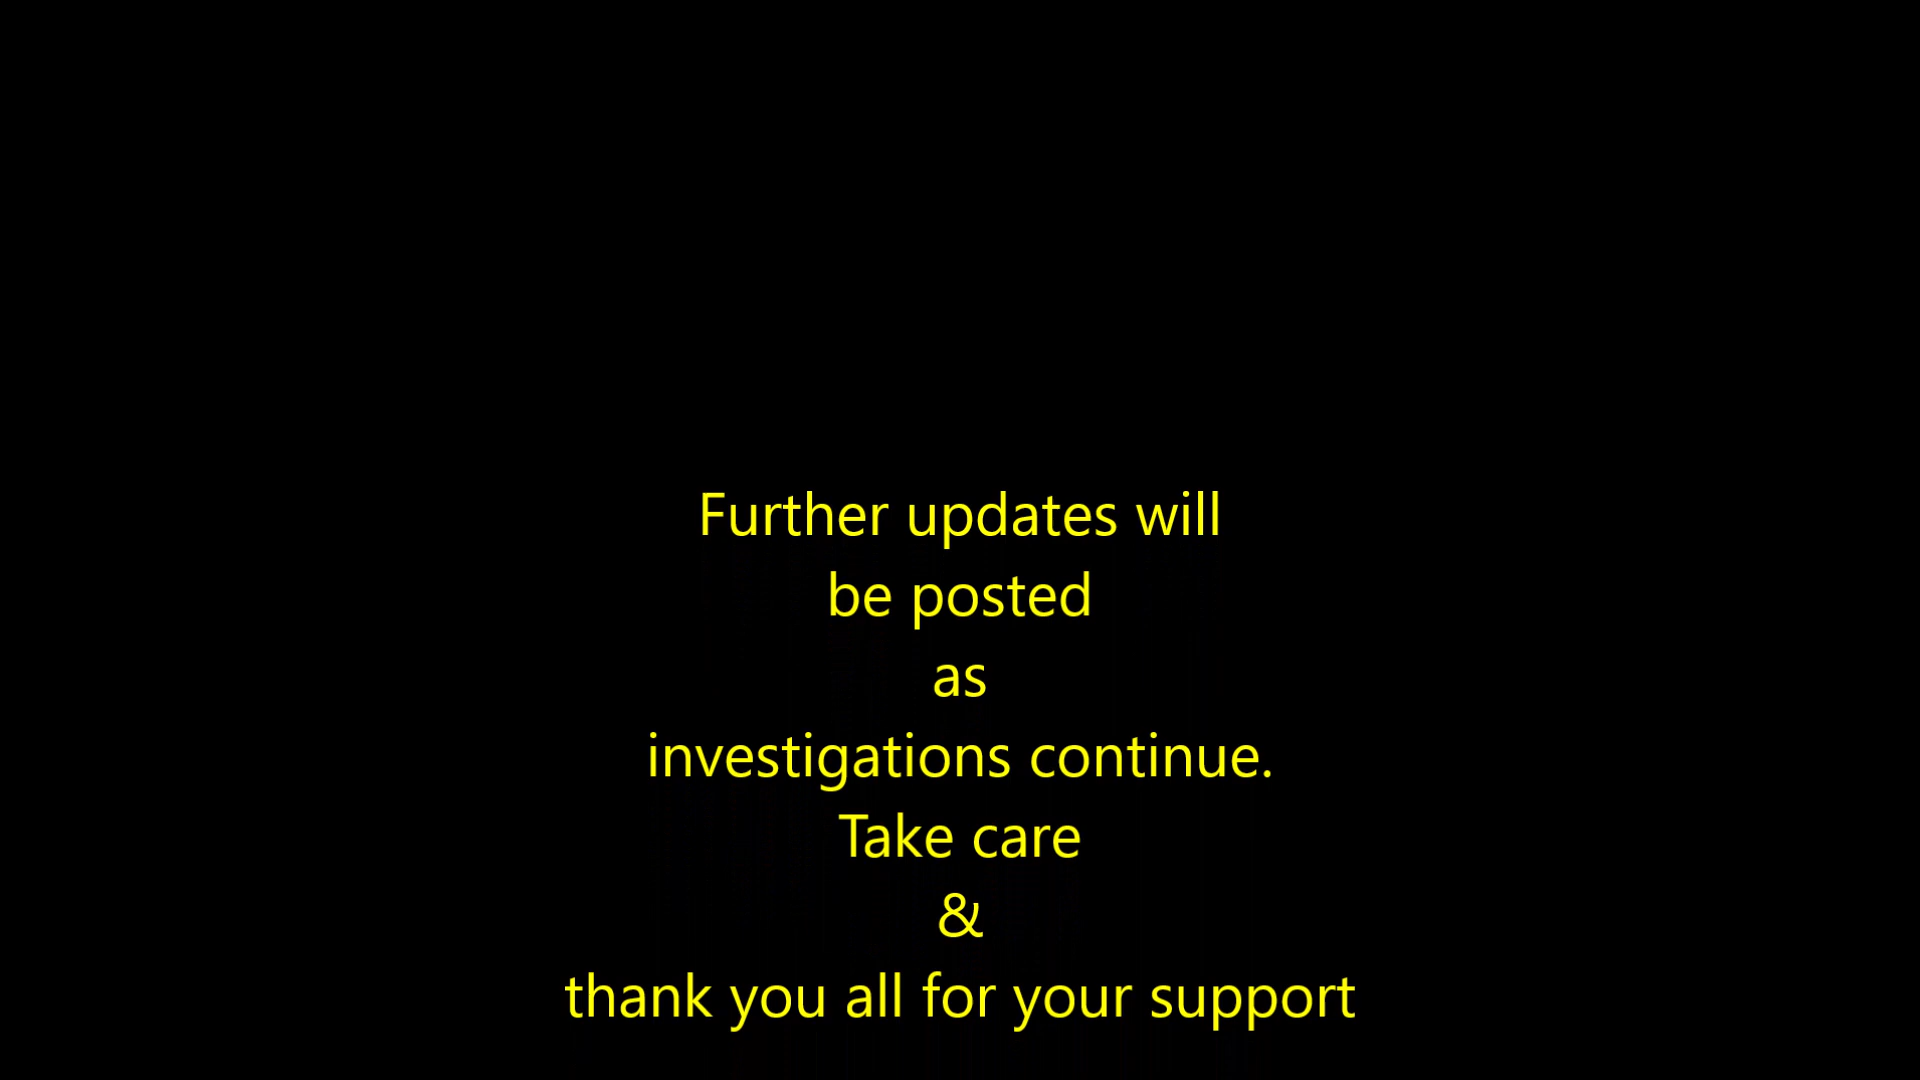 Further updates will
be posted
as
investigations continue.
Take care
&
thank you all for your support